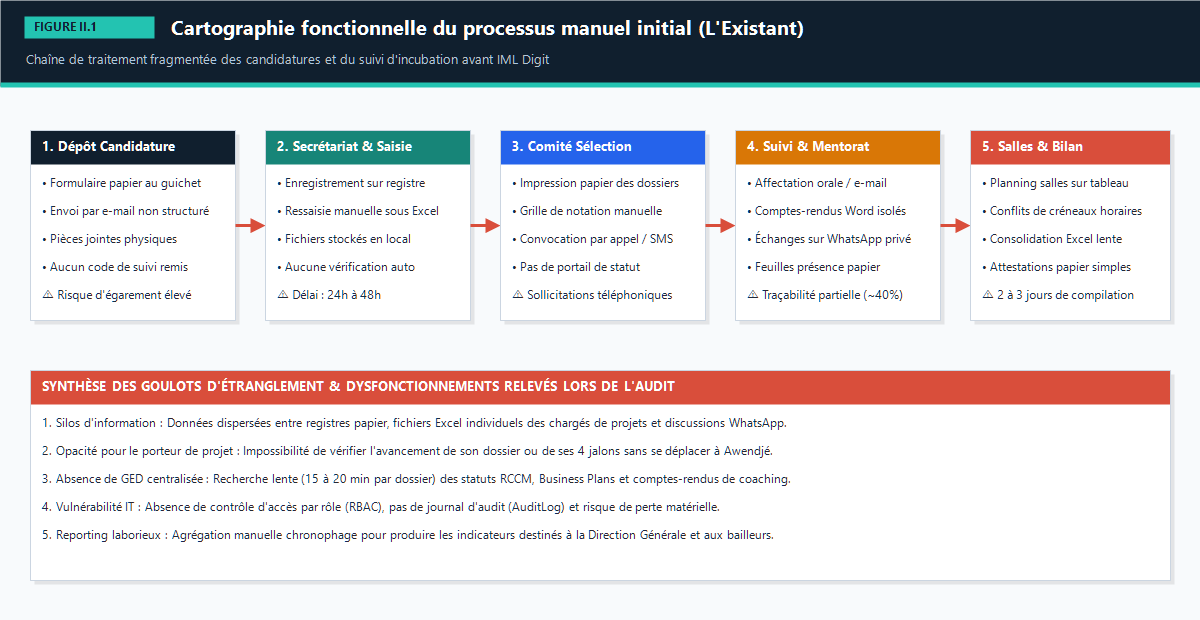 FIGURE II.1
Cartographie fonctionnelle du processus manuel initial (L'Existant)
Chaîne de traitement fragmentée des candidatures et du suivi d'incubation avant IML Digit
1. Dépôt Candidature
• Formulaire papier au guichet
• Envoi par e-mail non structuré
• Pièces jointes physiques
• Aucun code de suivi remis
⚠ Risque d'égarement élevé
2. Secrétariat & Saisie
• Enregistrement sur registre
• Ressaisie manuelle sous Excel
• Fichiers stockés en local
• Aucune vérification auto
⚠ Délai : 24h à 48h
3. Comité Sélection
• Impression papier des dossiers
• Grille de notation manuelle
• Convocation par appel / SMS
• Pas de portail de statut
⚠ Sollicitations téléphoniques
4. Suivi & Mentorat
• Affectation orale / e-mail
• Comptes-rendus Word isolés
• Échanges sur WhatsApp privé
• Feuilles présence papier
⚠ Traçabilité partielle (~40%)
5. Salles & Bilan
• Planning salles sur tableau
• Conflits de créneaux horaires
• Consolidation Excel lente
• Attestations papier simples
⚠ 2 à 3 jours de compilation
SYNTHÈSE DES GOULOTS D'ÉTRANGLEMENT & DYSFONCTIONNEMENTS RELEVÉS LORS DE L'AUDIT
1. Silos d'information : Données dispersées entre registres papier, fichiers Excel individuels des chargés de projets et discussions WhatsApp.
2. Opacité pour le porteur de projet : Impossibilité de vérifier l'avancement de son dossier ou de ses 4 jalons sans se déplacer à Awendjé.
3. Absence de GED centralisée : Recherche lente (15 à 20 min par dossier) des statuts RCCM, Business Plans et comptes-rendus de coaching.
4. Vulnérabilité IT : Absence de contrôle d'accès par rôle (RBAC), pas de journal d'audit (AuditLog) et risque de perte matérielle.
5. Reporting laborieux : Agrégation manuelle chronophage pour produire les indicateurs destinés à la Direction Générale et aux bailleurs.